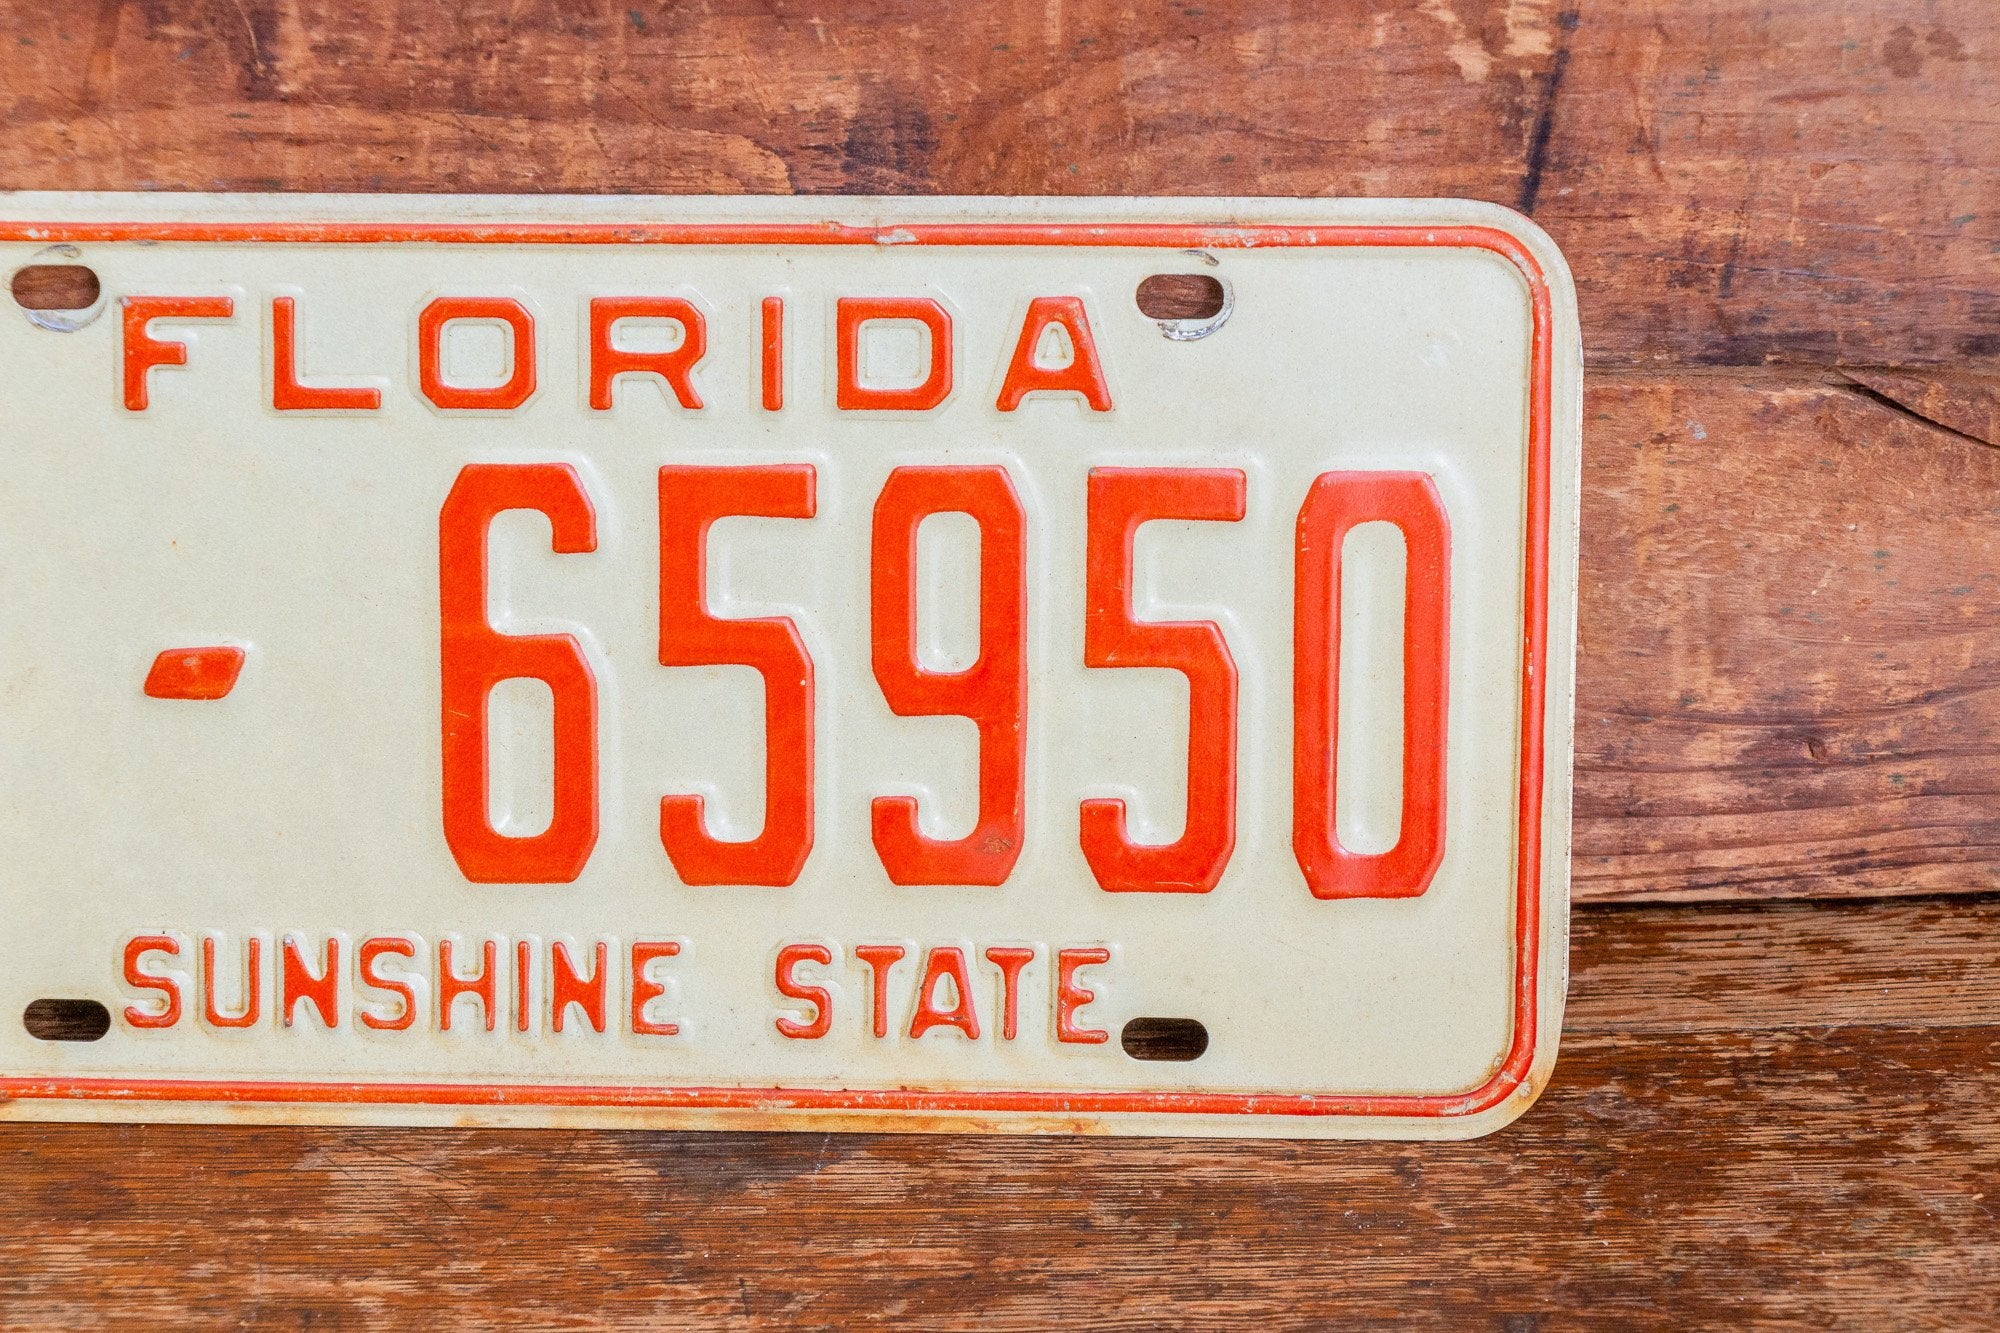 FLORIDA
- 65950
SUNSHINE STATE